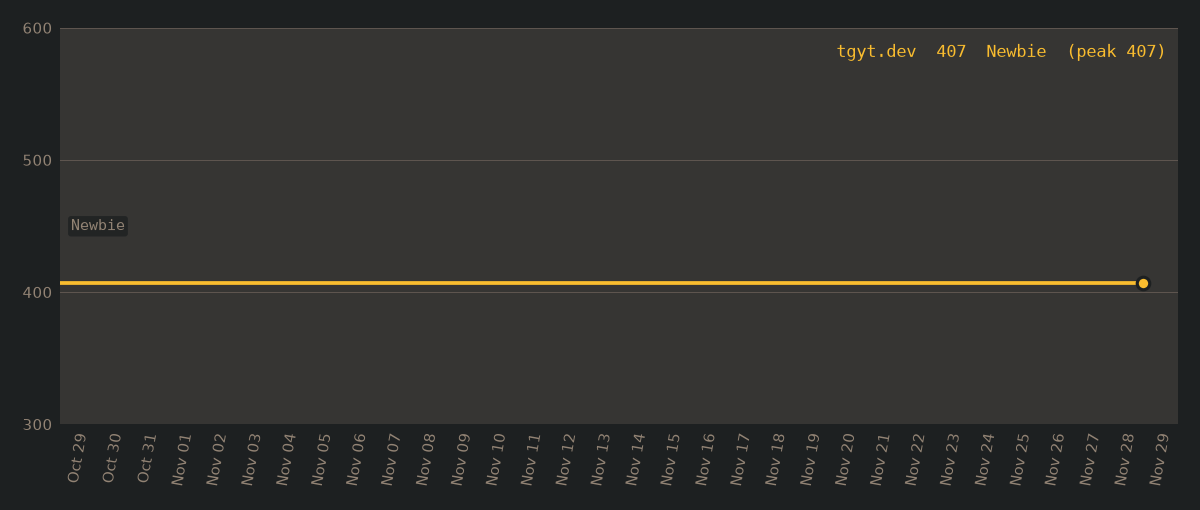 600
tgyt.dev  407  Newbie  (peak 407)
500
Newbie
400
300
Oct 29
Oct 30
Oct 31
Nov 01
Nov 02
Nov 03
Nov 04
Nov 05
Nov 06
Nov 07
Nov 08
Nov 09
Nov 10
Nov 11
Nov 12
Nov 13
Nov 14
Nov 15
Nov 16
Nov 17
Nov 18
Nov 19
Nov 20
Nov 21
Nov 22
Nov 23
Nov 24
Nov 25
Nov 26
Nov 27
Nov 28
Nov 29